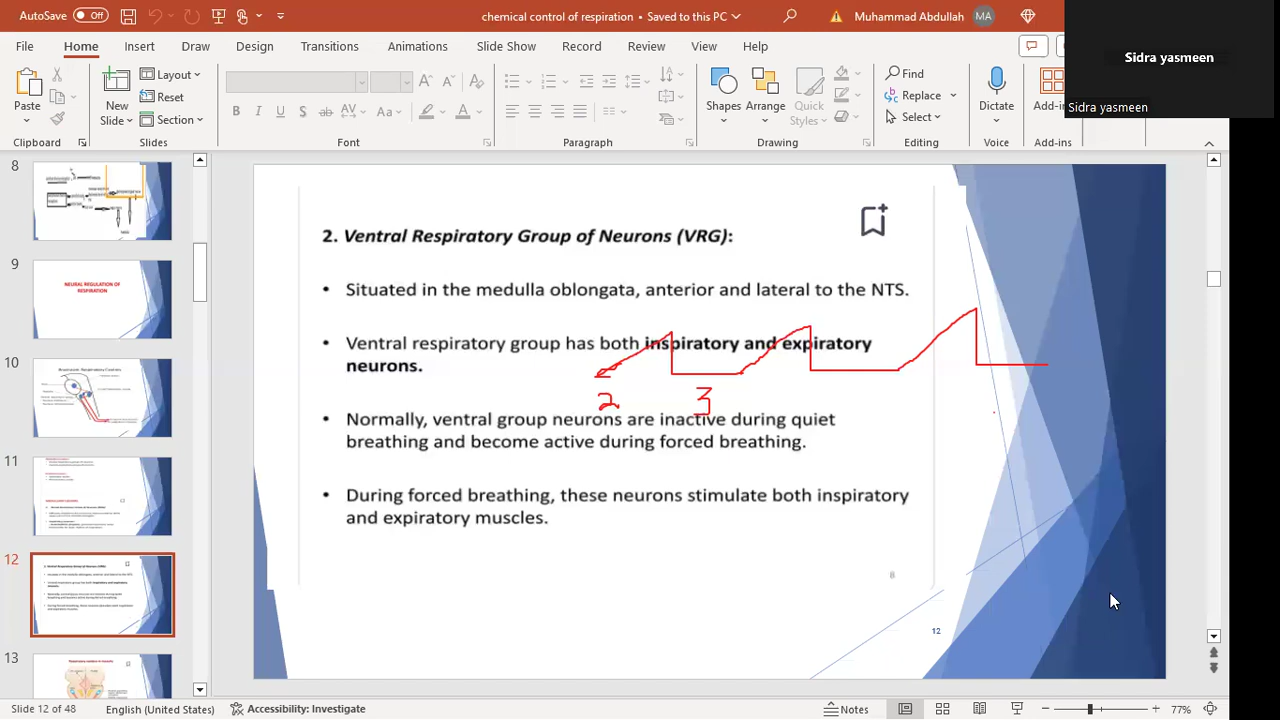 AutoSave Off
chemical control of respiration • Saved to this PC
Muhammad Abdullah MA
Sidra yasmeen
Sidra yasmeen
File Home Insert Draw Design Transitions Animations Slide Show Record Review View Help
Paste
New Slide
Layout
Reset
Section
Shapes
Arrange
Quick Styles
Find
Replace
Select
Dictate
Add-in
Clipboard Slides Font Paragraph Drawing Editing Voice Add-ins
8
9
NEURAL REGULATION OF RESPIRATION
10
11
12
13
2. Ventral Respiratory Group of Neurons (VRG):
• Situated in the medulla oblongata, anterior and lateral to the NTS.
• Ventral respiratory group has both inspiratory and expiratory
neurons.
2 3
• Normally, ventral group neurons are inactive during quiet
breathing and become active during forced breathing.
• During forced breathing, these neurons stimulate both inspiratory
and expiratory muscles.
8
12
Slide 12 of 48 English (United States) Accessibility: Investigate Notes 77%